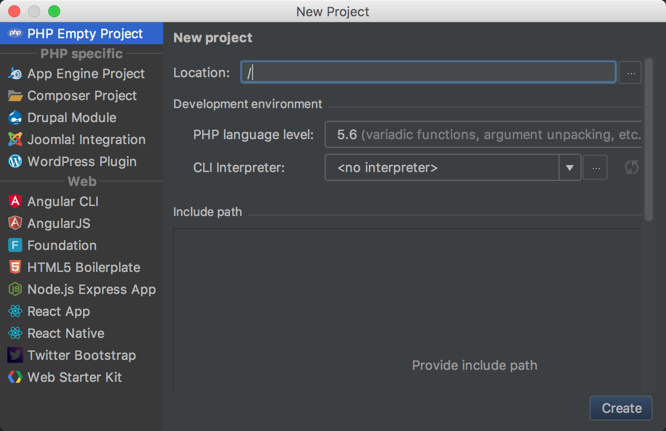 New Project
PHP Empty Project
PHP specific
App Engine Project
Composer Project
Drupal Module
Joomla! Integration
WordPress Plugin
Web
Angular CLI
AngularJS
Foundation
HTML5 Boilerplate
Node.js Express App
React App
React Native
Twitter Bootstrap
Web Starter Kit
New project
Location: / ...
Development environment
PHP language level: 5.6 (variadic functions, argument unpacking, etc.
CLI Interpreter: <no interpreter> ...
Include path
Provide include path
Create